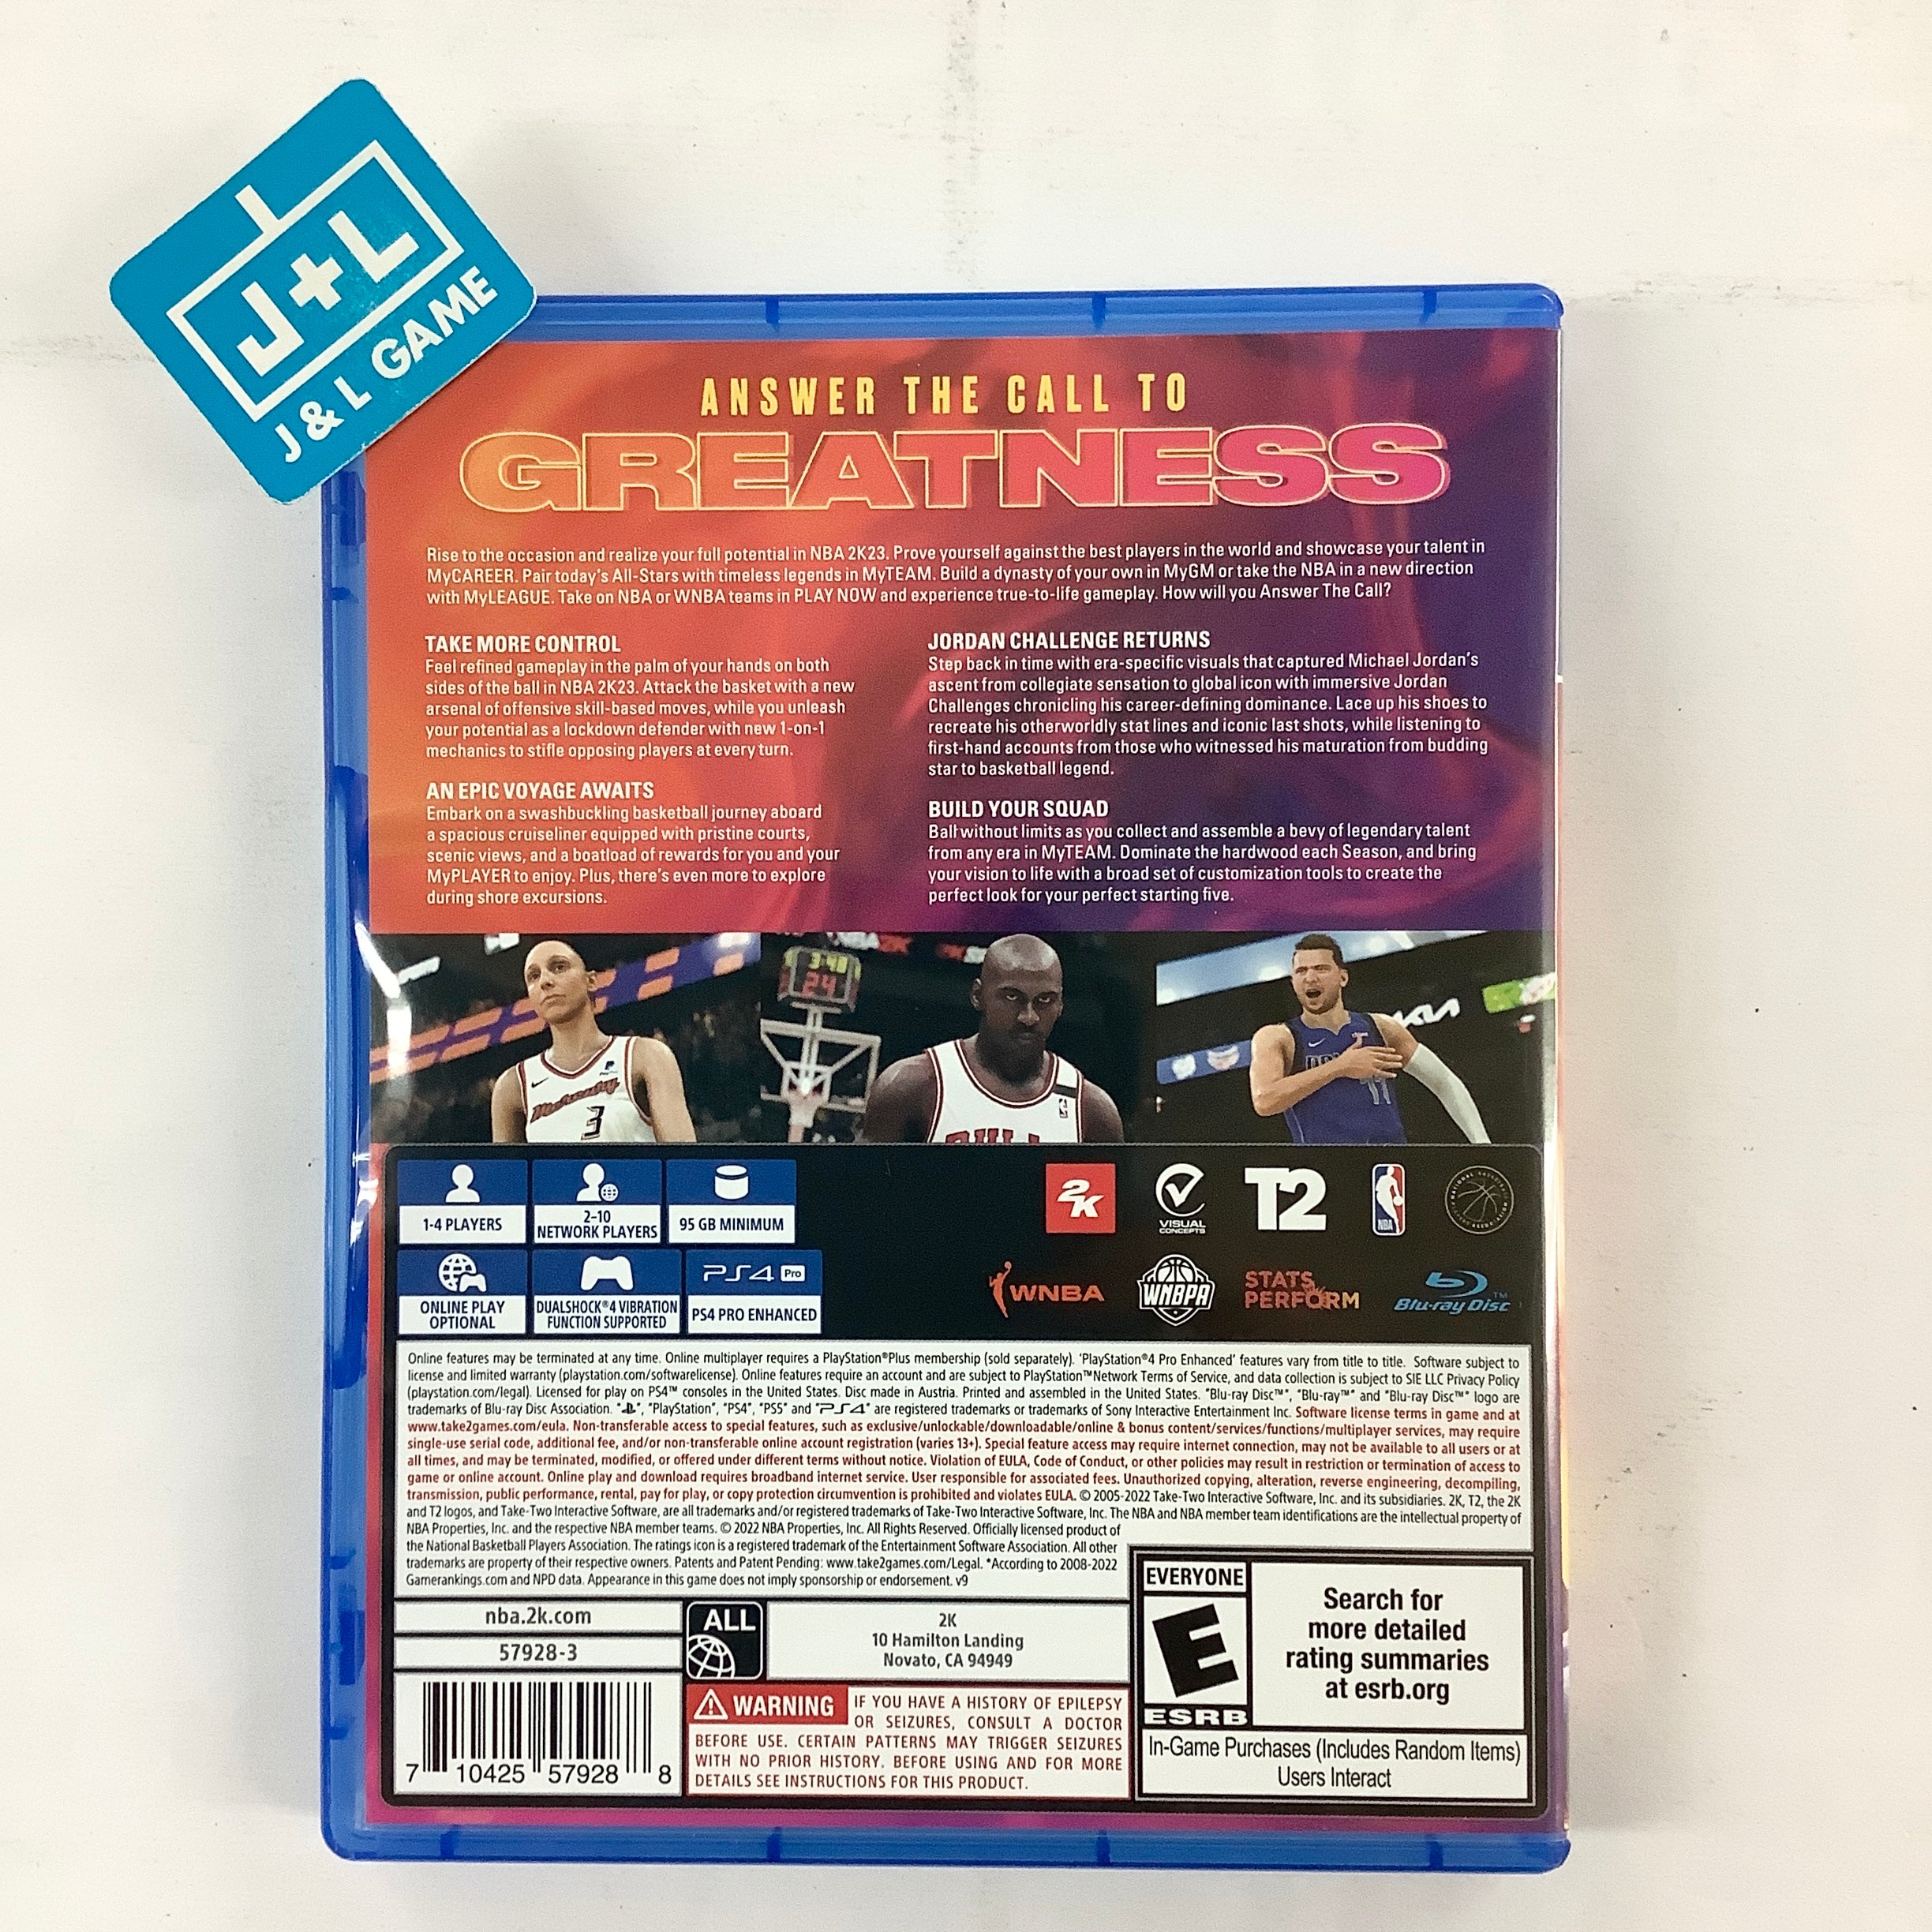 J+L
J & L GAME
ANSWER THE CALL TO
GREATNESS
Rise to the occasion and realize your full potential in NBA 2K23. Prove yourself against the best players in the world and showcase your talent in
MyCAREER. Pair today's All-Stars with timeless legends in MyTEAM. Build a dynasty of your own in MyGM or take the NBA in a new direction
with MyLEAGUE. Take on NBA or WNBA teams in PLAY NOW and experience true-to-life gameplay. How will you Answer The Call?
TAKE MORE CONTROL
Feel refined gameplay in the palm of your hands on both
sides of the ball in NBA 2K23. Attack the basket with a new
arsenal of offensive skill-based moves, while you unleash
your potential as a lockdown defender with new 1-on-1
mechanics to stifle opposing players at every turn.
AN EPIC VOYAGE AWAITS
Embark on a swashbuckling basketball journey aboard
a spacious cruiseliner equipped with pristine courts,
scenic views, and a boatload of rewards for you and your
MyPLAYER to enjoy. Plus, there's even more to explore
during shore excursions.
JORDAN CHALLENGE RETURNS
Step back in time with era-specific visuals that captured Michael Jordan's
ascent from collegiate sensation to global icon with immersive Jordan
Challenges chronicling his career-defining dominance. Lace up his shoes to
recreate his otherworldly stat lines and iconic last shots, while listening to
first-hand accounts from those who witnessed his maturation from budding
star to basketball legend.
BUILD YOUR SQUAD
Ball without limits as you collect and assemble a bevy of legendary talent
from any era in MyTEAM. Dominate the hardwood each Season, and bring
your vision to life with a broad set of customization tools to create the
perfect look for your perfect starting five.
3:48
24
Mercury
3
KIA
1-4 PLAYERS
2-10
NETWORK PLAYERS
95 GB MINIMUM
ONLINE PLAY
OPTIONAL
DUALSHOCK®4 VIBRATION
FUNCTION SUPPORTED
PS4 Pro
PS4 PRO ENHANCED
2K
VISUAL
CONCEPTS
T2
NBA
WNBA
WNBPA
STATS
PERFORM
Blu-ray Disc™
Online features may be terminated at any time. Online multiplayer requires a PlayStation®Plus membership (sold separately). 'PlayStation®4 Pro Enhanced' features vary from title to title. Software subject to
license and limited warranty (playstation.com/softwarelicense). Online features require an account and are subject to PlayStation™Network Terms of Service, and data collection is subject to SIE LLC Privacy Policy
(playstation.com/legal). Licensed for play on PS4™ consoles in the United States. Disc made in Austria. Printed and assembled in the United States. "Blu-ray Disc™", "Blu-ray™" and "Blu-ray Disc™" logo are
trademarks of Blu-ray Disc Association. "PlayStation", "PS4", "PS5" and "PS4" are registered trademarks or trademarks of Sony Interactive Entertainment Inc. Software license terms in game and at
www.take2games.com/eula. Non-transferable access to special features, such as exclusive/unlockable/downloadable/online & bonus content/services/functions/multiplayer services, may require
single-use serial code, additional fee, and/or non-transferable online account registration (varies 13+). Special feature access may require internet connection, may not be available to all users or at
all times, and may be terminated, modified, or offered under different terms without notice. Violation of EULA, Code of Conduct, or other policies may result in restriction or termination of access to
game or online account. Online play and download requires broadband internet service. User responsible for associated fees. Unauthorized copying, alteration, reverse engineering, decompiling,
transmission, public performance, rental, pay for play, or copy protection circumvention is prohibited and violates EULA. © 2005-2022 Take-Two Interactive Software, Inc. and its subsidiaries. 2K, T2, the 2K
and T2 logos, and Take-Two Interactive Software, are all trademarks and/or registered trademarks of Take-Two Interactive Software, Inc. The NBA and NBA member team identifications are the intellectual property of
NBA Properties, Inc. and the respective NBA member teams. © 2022 NBA Properties, Inc. All Rights Reserved. Officially licensed product of
the National Basketball Players Association. The ratings icon is a registered trademark of the Entertainment Software Association. All other
trademarks are property of their respective owners. Patents and Patent Pending: www.take2games.com/Legal. *According to 2008-2022
Gamerankings.com and NPD data. Appearance in this game does not imply sponsorship or endorsement. v9
nba.2k.com
57928-3
ALL
2K
10 Hamilton Landing
Novato, CA 94949
7 10425 57928 8
WARNING IF YOU HAVE A HISTORY OF EPILEPSY
OR SEIZURES, CONSULT A DOCTOR
BEFORE USE. CERTAIN PATTERNS MAY TRIGGER SEIZURES
WITH NO PRIOR HISTORY. BEFORE USING AND FOR MORE
DETAILS SEE INSTRUCTIONS FOR THIS PRODUCT.
EVERYONE
E
ESRB
Search for
more detailed
rating summaries
at esrb.org
In-Game Purchases (Includes Random Items)
Users Interact